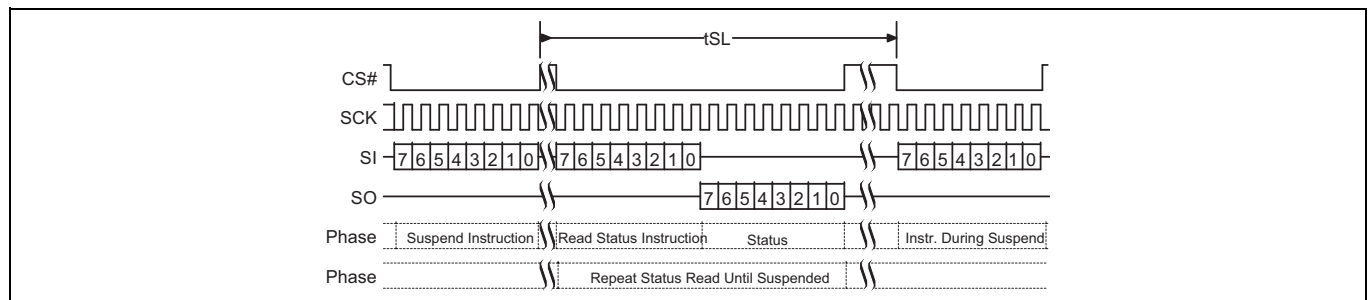 tSL
CS#
SCK
SI 7 6 5 4 3 2 1 0 7 6 5 4 3 2 1 0 7 6 5 4 3 2 1 0
SO 7 6 5 4 3 2 1 0
Phase Suspend Instruction Read Status Instruction Status Instr. During Suspend
Phase Repeat Status Read Until Suspended